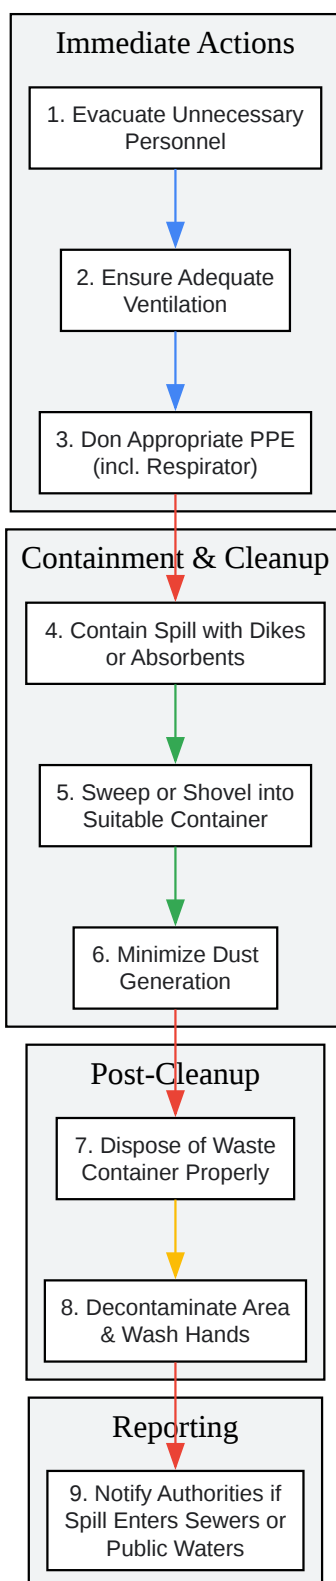 Immediate Actions
1. Evacuate Unnecessary
Personnel
2. Ensure Adequate
Ventilation
3. Don Appropriate PPE
(incl. Respirator)
Containment & Cleanup
4. Contain Spill with Dikes
or Absorbents
5. Sweep or Shovel into
Suitable Container
6. Minimize Dust
Generation
Post-Cleanup
7. Dispose of Waste
Container Properly
8. Decontaminate Area
& Wash Hands
Reporting
9. Notify Authorities if
Spill Enters Sewers or
Public Waters